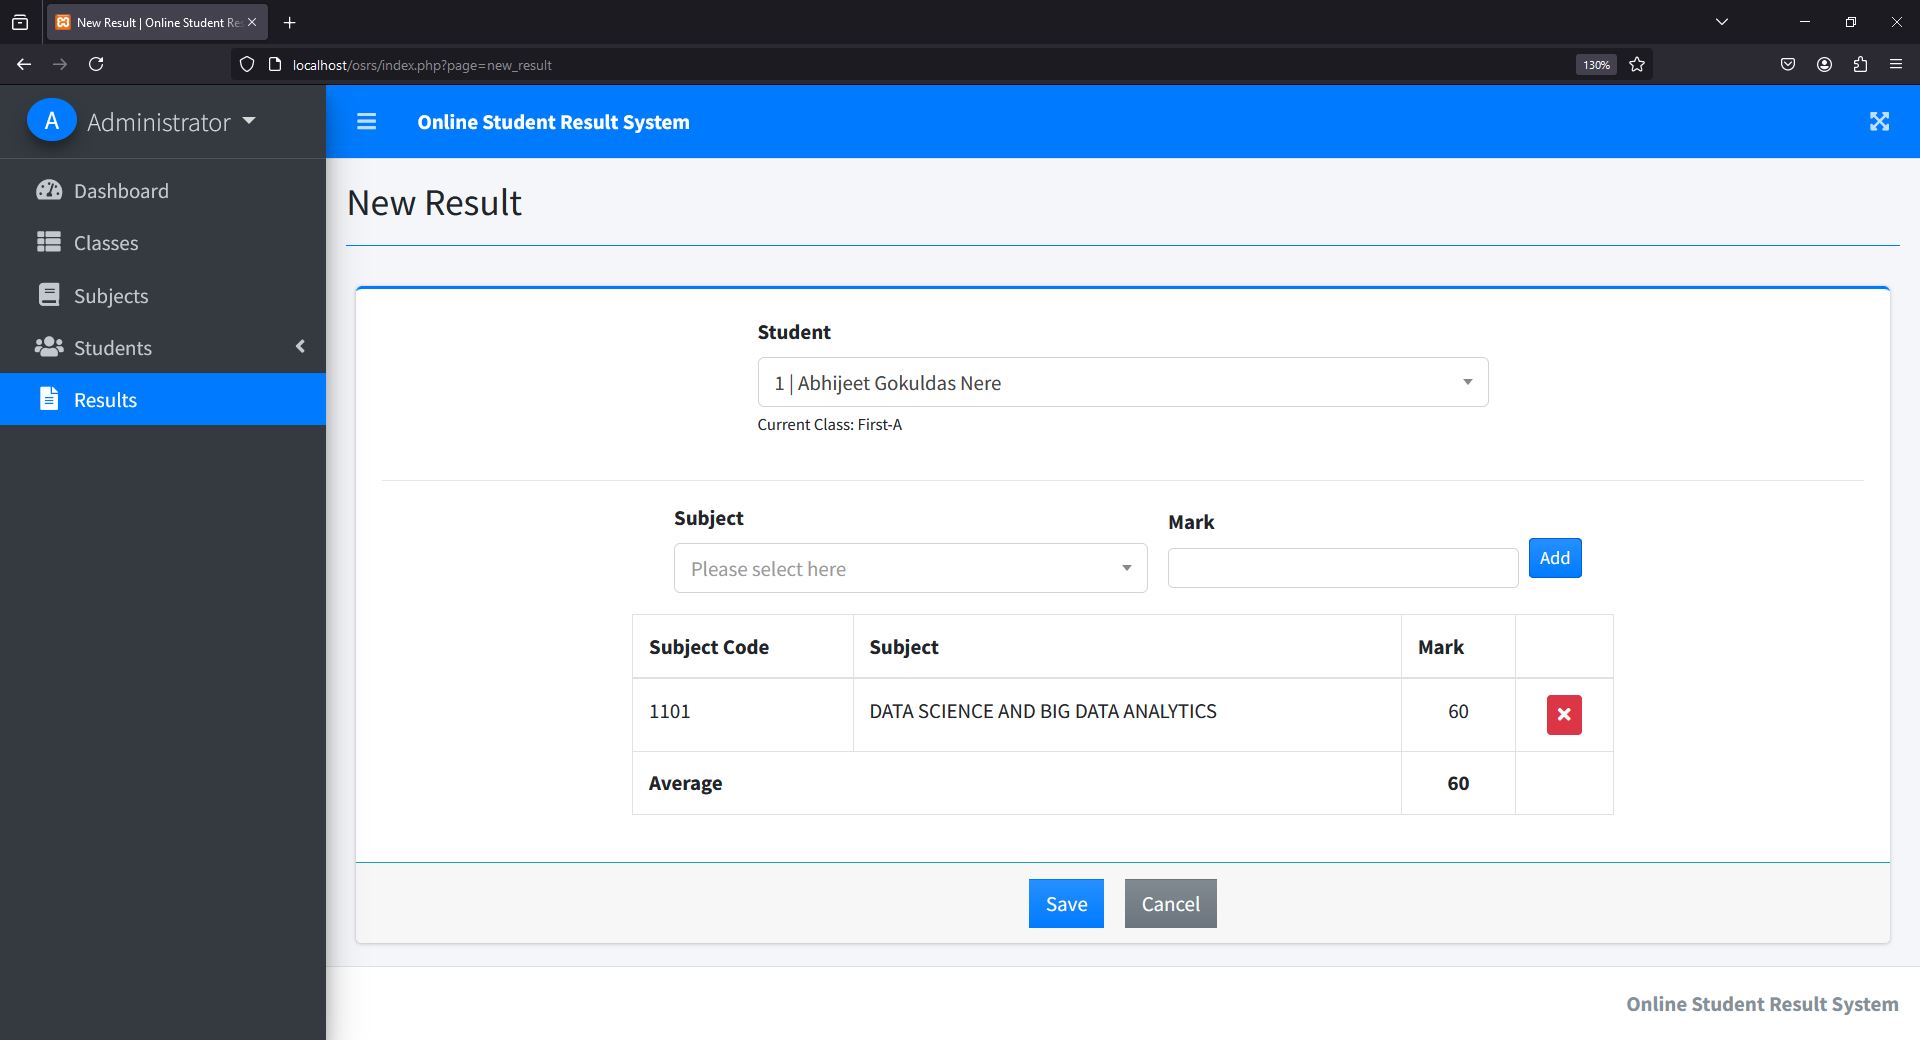 New Result | Online Student Res
localhost/osrs/index.php?page=new_result
130%
A Administrator
Online Student Result System
Dashboard
Classes
Subjects
Students
Results
New Result
Student
1 | Abhijeet Gokuldas Nere
Current Class: First-A
Subject Mark
Please select here Add
Subject Code Subject Mark
1101 DATA SCIENCE AND BIG DATA ANALYTICS 60
Average 60
Save Cancel
Online Student Result System